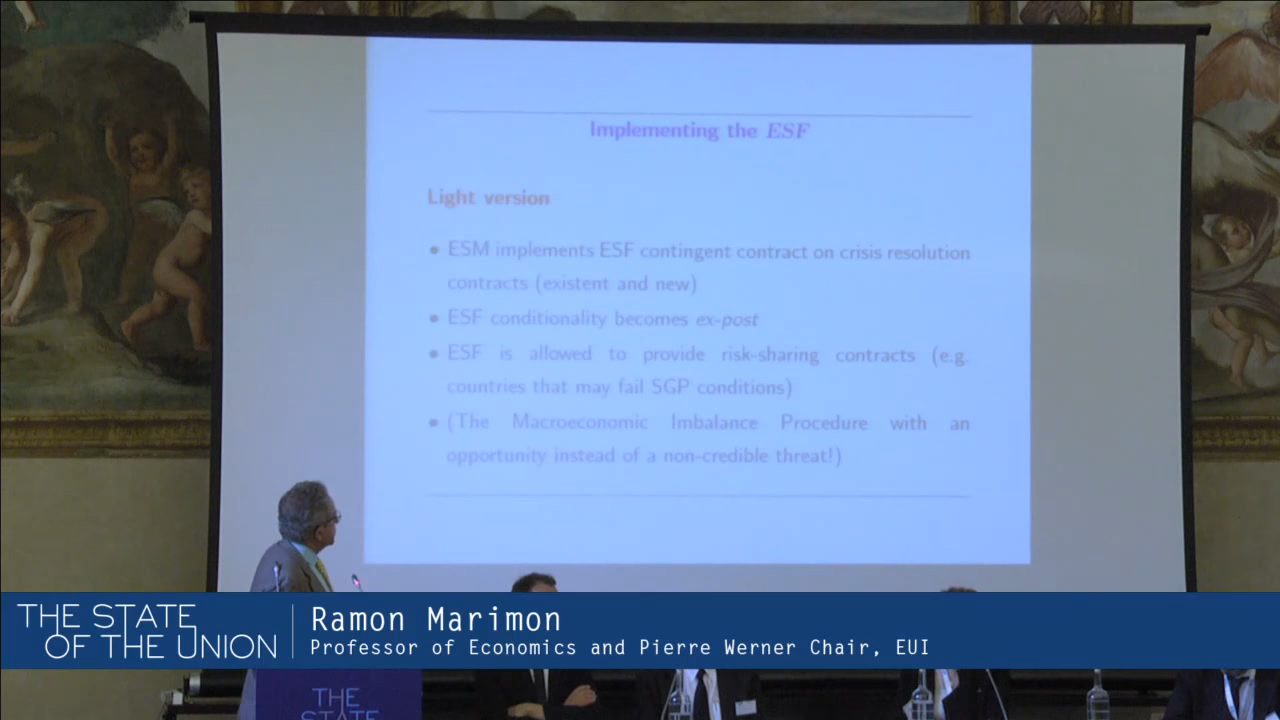 Implementing the ESF
Light version
• ESM implements ESF contingent contract on crisis resolution
contracts (existent and new)
• ESF conditionality becomes ex-post
• ESF is allowed to provide risk-sharing contracts (e.g.
countries that may fail SGP conditions)
• (The Macroeconomic Imbalance Procedure with an
opportunity instead of a non-credible threat!)
THE STATE
OF THE UNION
Ramon Marimon
Professor of Economics and Pierre Werner Chair, EUI
THE
STATE